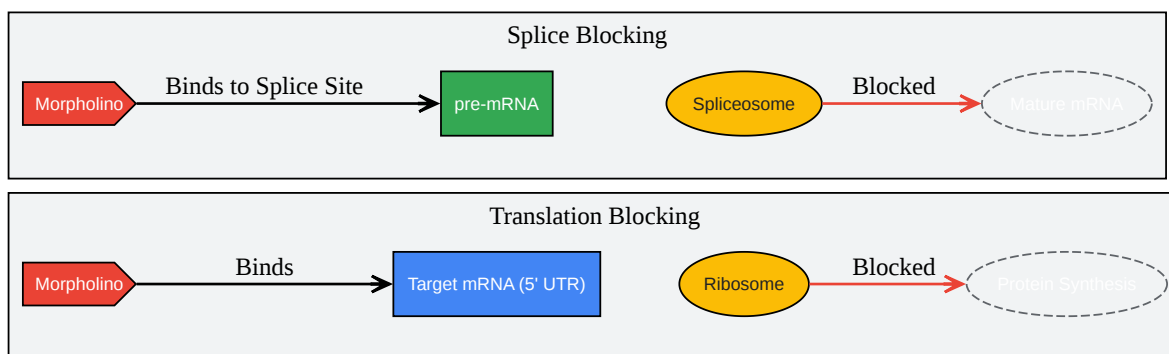 Splice Blocking
Morpholino
Binds to Splice Site
pre-mRNA
Spliceosome
Blocked
Mature mRNA
Translation Blocking
Morpholino
Binds
Target mRNA (5' UTR)
Ribosome
Blocked
Protein Synthesis